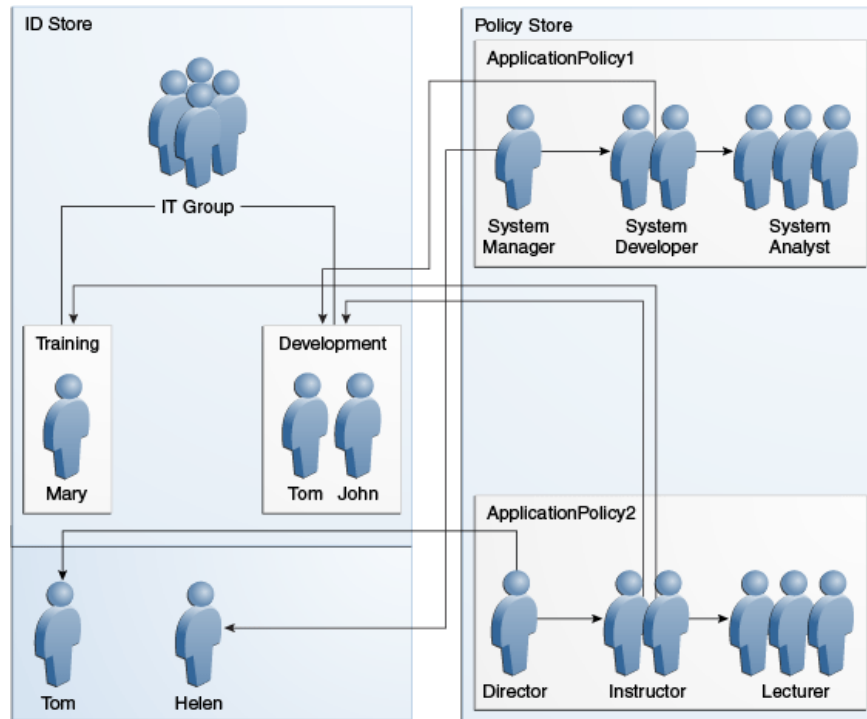 ID Store
IT Group
Training
Mary
Development
Tom John
Tom
Helen
Policy Store
ApplicationPolicy1
System
Manager
System
Developer
System
Analyst
ApplicationPolicy2
Director
Instructor
Lecturer